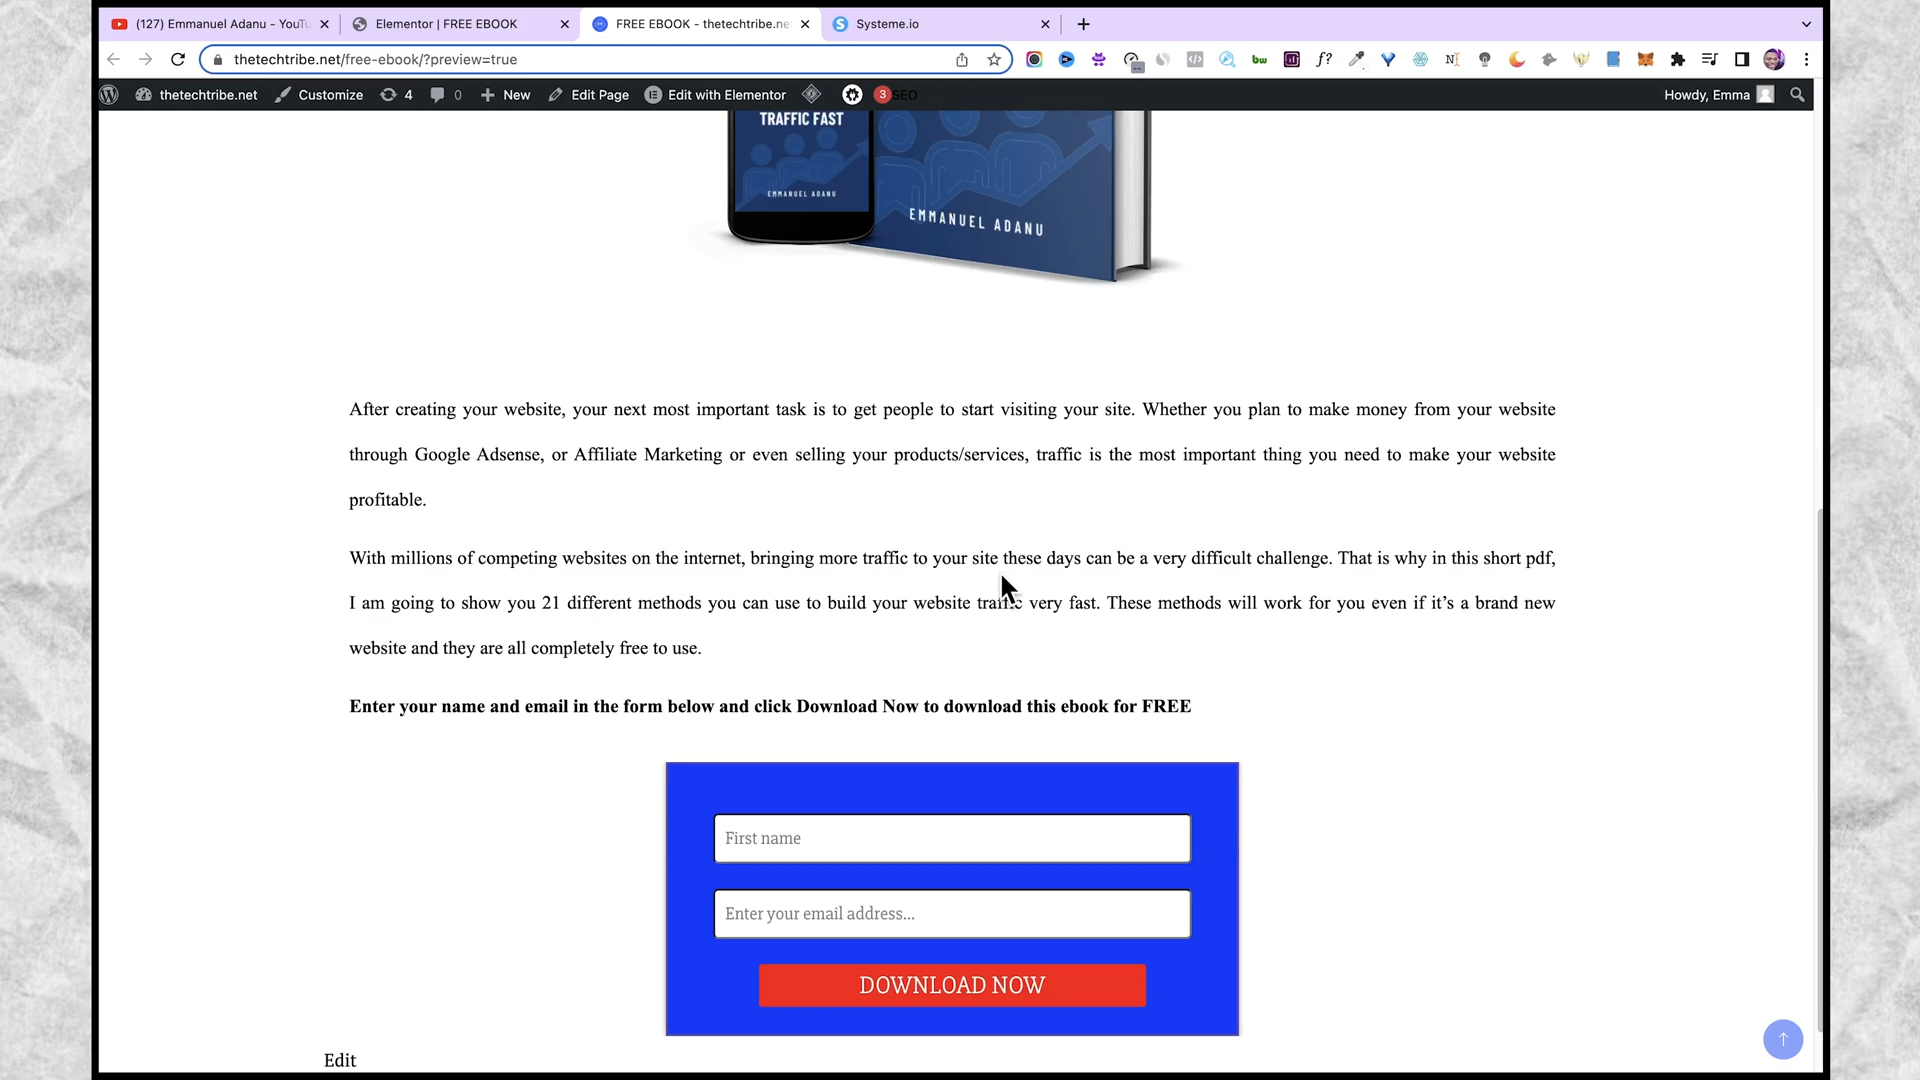 (127) Emmanuel Adanu - YouTu
Elementor | FREE EBOOK
FREE EBOOK - thetechtribe.ne
Systeme.io
thetechtribe.net/free-ebook/?preview=true
bw
f?
thetechtribe.net
Customize
4
0
New
Edit Page
Edit with Elementor
3
SEO
Howdy, Emma
TRAFFIC FAST
EMMANUEL ADANU
EMMANUEL ADANU
After creating your website, your next most important task is to get people to start visiting your site. Whether you plan to make money from your website
through Google Adsense, or Affiliate Marketing or even selling your products/services, traffic is the most important thing you need to make your website
profitable.
With millions of competing websites on the internet, bringing more traffic to your site these days can be a very difficult challenge. That is why in this short pdf,
I am going to show you 21 different methods you can use to build your website traffic very fast. These methods will work for you even if it’s a brand new
website and they are all completely free to use.
Enter your name and email in the form below and click Download Now to download this ebook for FREE
First name
Enter your email address...
DOWNLOAD NOW
Edit